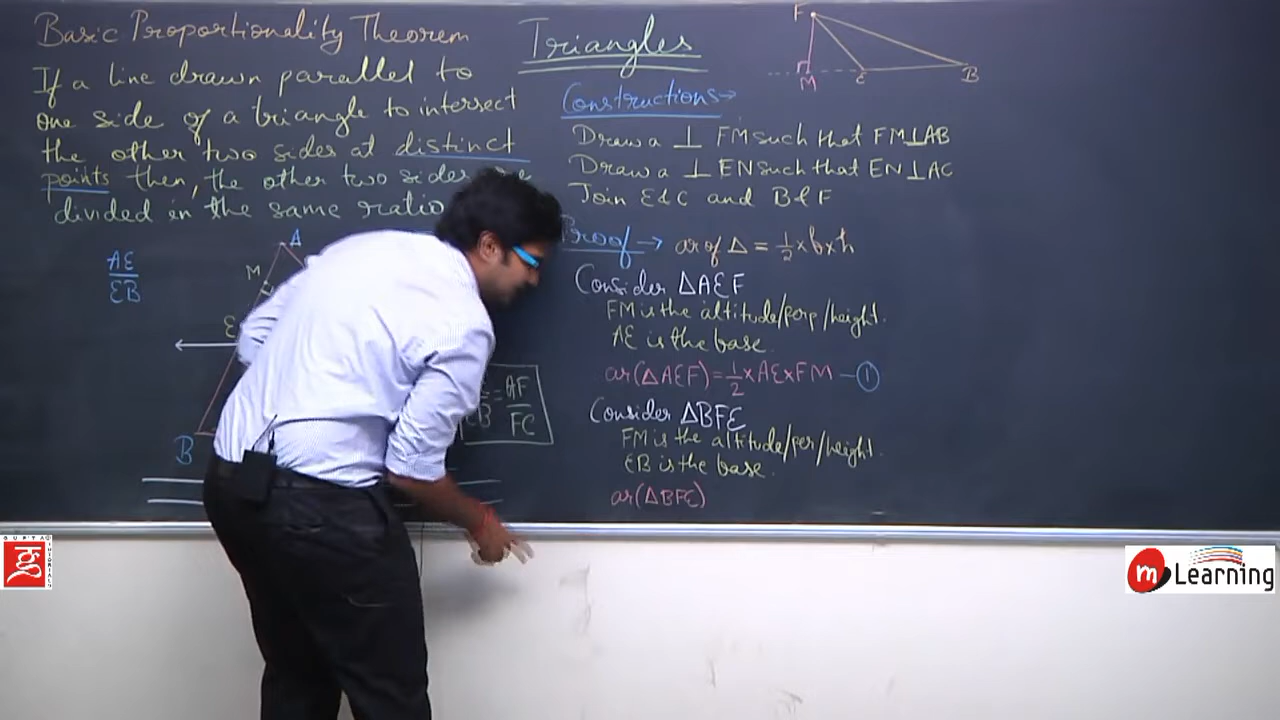 Basic Proportionality Theorem
If a line drawn parallel to
one side of a triangle to intersect
the other two sides at distinct
points then, the other two sides
divided in the same ratio
AE
EB
A
M
E
B
= AF
EB FC
Triangles
Constructions→
Draw a ⊥ FM such that FM⊥AB
Draw a ⊥ EN such that EN⊥AC
Join E&C and B&F
Proof → ar of Δ = 1/2 × b × h
Consider ΔAEF
FM is the altitude/perp/height.
AE is the base.
ar(ΔAEF) = 1/2 × AE × FM — ①
Consider ΔBFE
FM is the altitude/per/height.
EB is the base.
ar(ΔBFE)
F
M E B
GUPTA TUTORIALS
m Learning